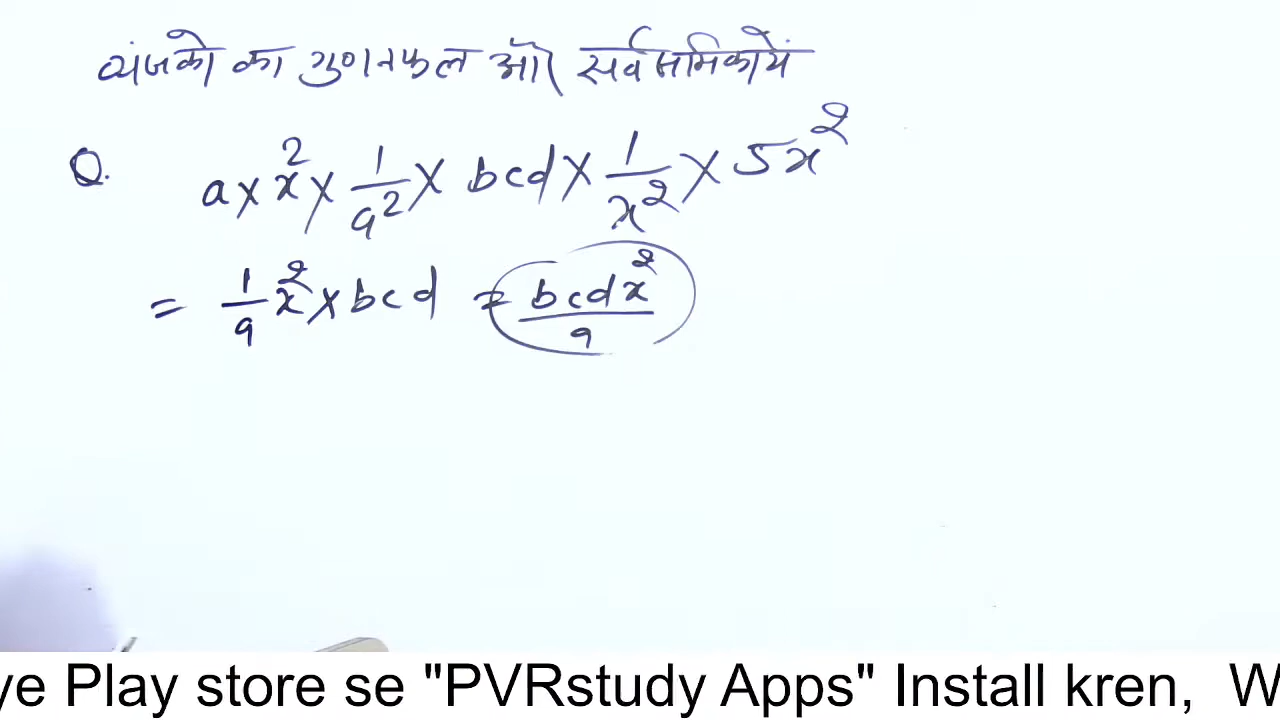 व्यंजको का गुणनफल और सर्वसमिकायें
Q. a × x² × 1/a² × bcd × 1/x² × 5x²
= 1/a x² × bcd = bcdx²/a
ye Play store se "PVRstudy Apps" Install kren, W